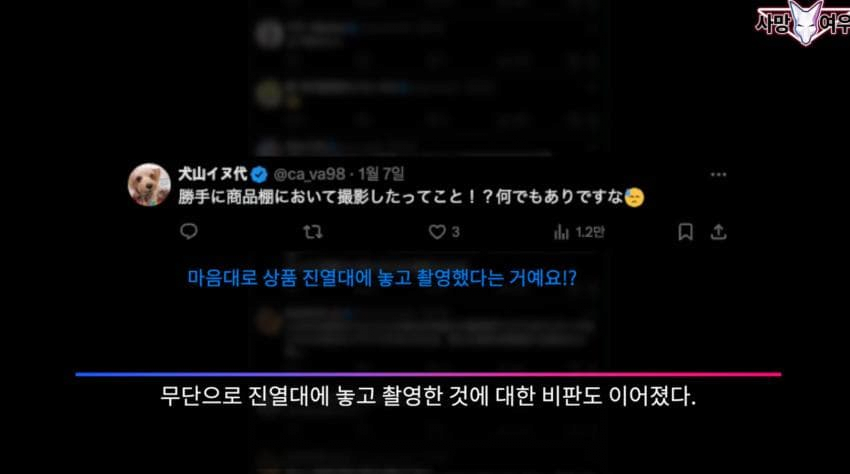 사망여우
犬山イヌ代 @ca_va98 · 1월 7일
勝手に商品棚において撮影したってこと！？何でもありですな😓
3 1.2만
마음대로 상품 진열대에 놓고 촬영했다는 거예요!?
무단으로 진열대에 놓고 촬영한 것에 대한 비판도 이어졌다.